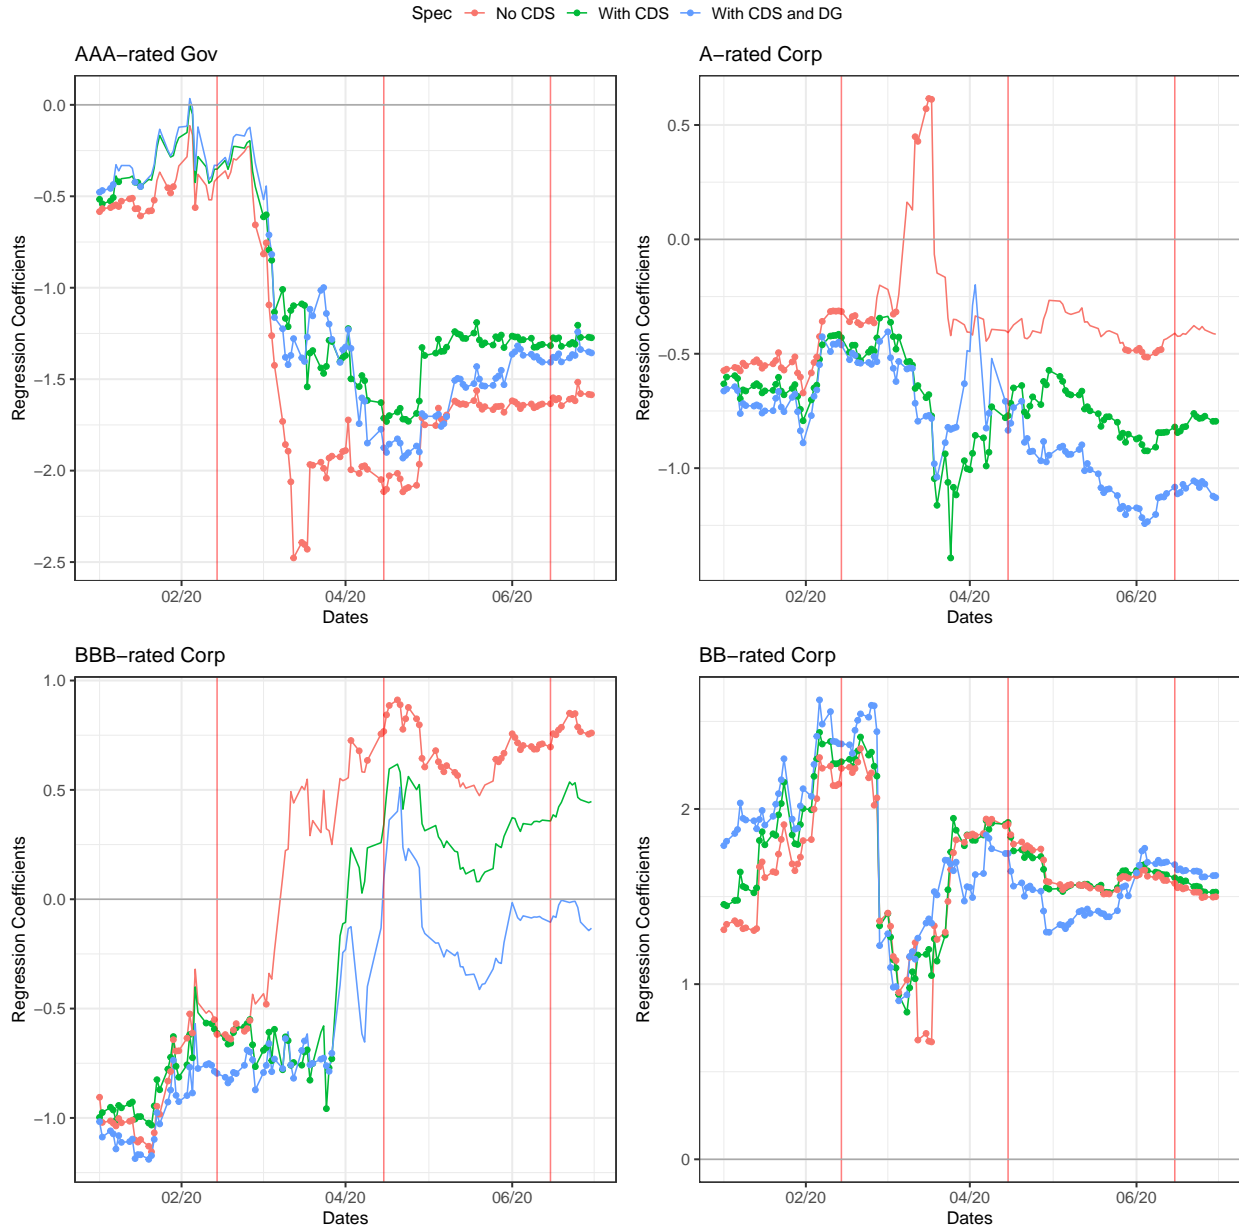 Spec No CDS With CDS With CDS and DG
AAA−rated Gov
0.0
−0.5
−1.0
−1.5
−2.0
−2.5
Regression Coefficients
02/20 04/20 06/20
Dates
A−rated Corp
0.5
0.0
−0.5
−1.0
Regression Coefficients
02/20 04/20 06/20
Dates
BBB−rated Corp
1.0
0.5
0.0
−0.5
−1.0
Regression Coefficients
02/20 04/20 06/20
Dates
BB−rated Corp
2
1
0
Regression Coefficients
02/20 04/20 06/20
Dates